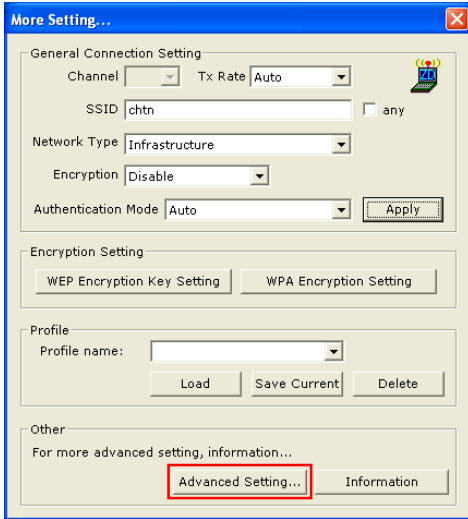 More Setting...
General Connection Setting
Channel Tx Rate Auto
ZD
SSID chtn any
Network Type Infrastructure
Encryption Disable
Authentication Mode Auto Apply
Encryption Setting
WEP Encryption Key Setting WPA Encryption Setting
Profile
Profile name:
Load Save Current Delete
Other
For more advanced setting, information...
Advanced Setting... Information